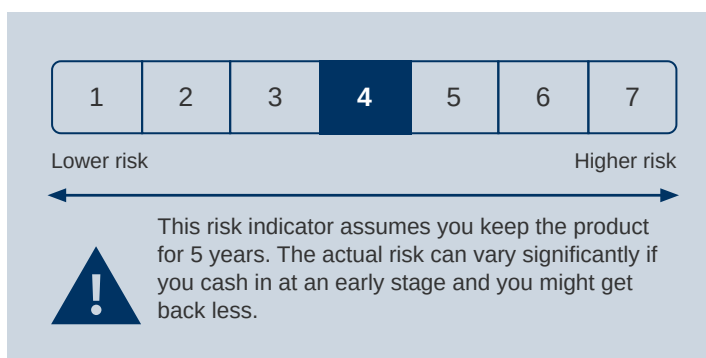 1 2 3 4 5 6 7
Lower risk Higher risk
This risk indicator assumes you keep the product
for 5 years. The actual risk can vary significantly if
you cash in at an early stage and you might get
back less.